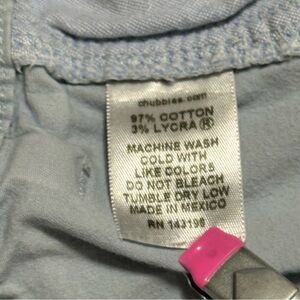 chubbies.com
97% COTTON
3% LYCRA®
MACHINE WASH
COLD WITH
LIKE COLORS
DO NOT BLEACH
TUMBLE DRY LOW
MADE IN MEXICO
RN 143196